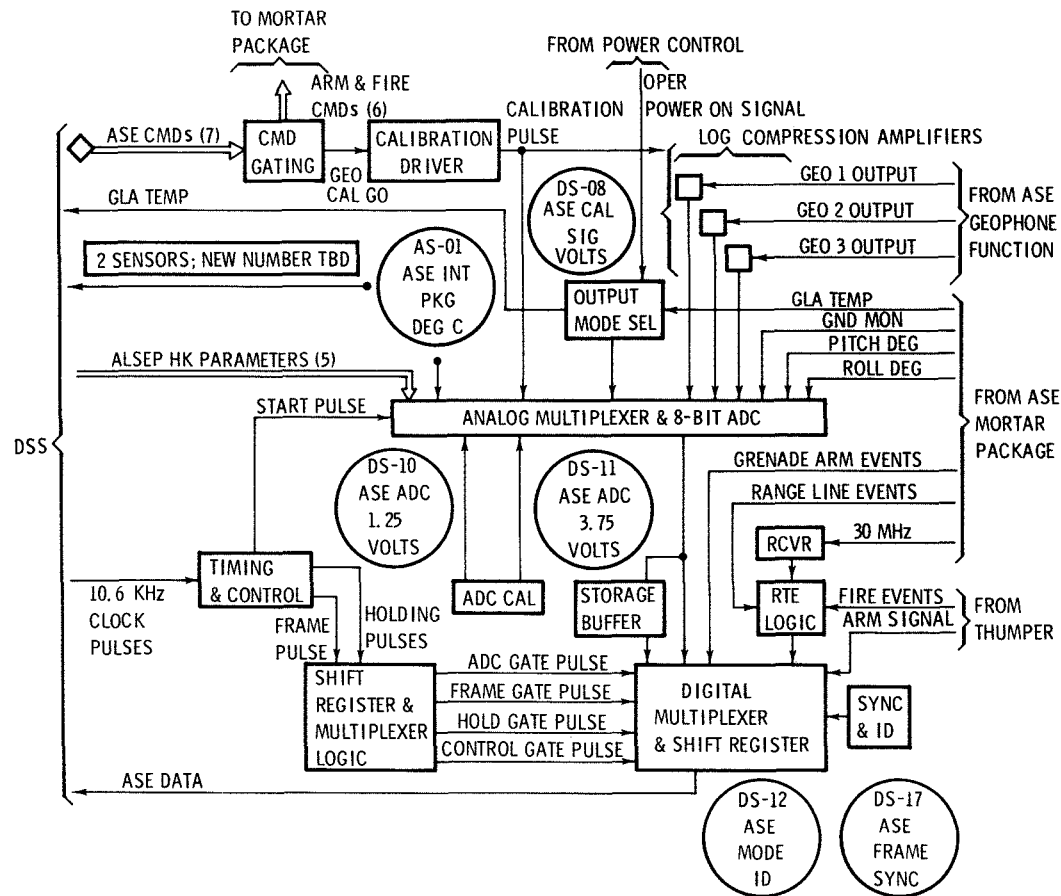 TO MORTAR
PACKAGE
FROM POWER CONTROL
ARM & FIRE
CMDs (6)
OPER
POWER ON SIGNAL
CALIBRATION
PULSE
LOG COMPRESSION AMPLIFIERS
ASE CMDs (7)
CMD
GATING
CALIBRATION
DRIVER
GEO
CAL GO
GLA TEMP
DS-08
ASE CAL
SIG
VOLTS
GEO 1 OUTPUT
GEO 2 OUTPUT
GEO 3 OUTPUT
FROM ASE
GEOPHONE
FUNCTION
2 SENSORS; NEW NUMBER TBD
AS-01
ASE INT
PKG
DEG C
OUTPUT
MODE SEL
GLA TEMP
GND MON
PITCH DEG
ROLL DEG
ALSEP HK PARAMETERS (5)
START PULSE
ANALOG MULTIPLEXER & 8-BIT ADC
FROM ASE
MORTAR
PACKAGE
DSS
DS-10
ASE ADC
1.25
VOLTS
DS-11
ASE ADC
3.75
VOLTS
GRENADE ARM EVENTS
RANGE LINE EVENTS
RCVR
30 MHz
TIMING
& CONTROL
10.6 KHz
CLOCK
PULSES
FRAME
PULSE
HOLDING
PULSES
ADC CAL
STORAGE
BUFFER
RTE
LOGIC
FIRE EVENTS
ARM SIGNAL
FROM
THUMPER
SHIFT
REGISTER &
MULTIPLEXER
LOGIC
ADC GATE PULSE
FRAME GATE PULSE
HOLD GATE PULSE
CONTROL GATE PULSE
DIGITAL
MULTIPLEXER
& SHIFT REGISTER
SYNC
& ID
ASE DATA
DS-12
ASE
MODE
ID
DS-17
ASE
FRAME
SYNC